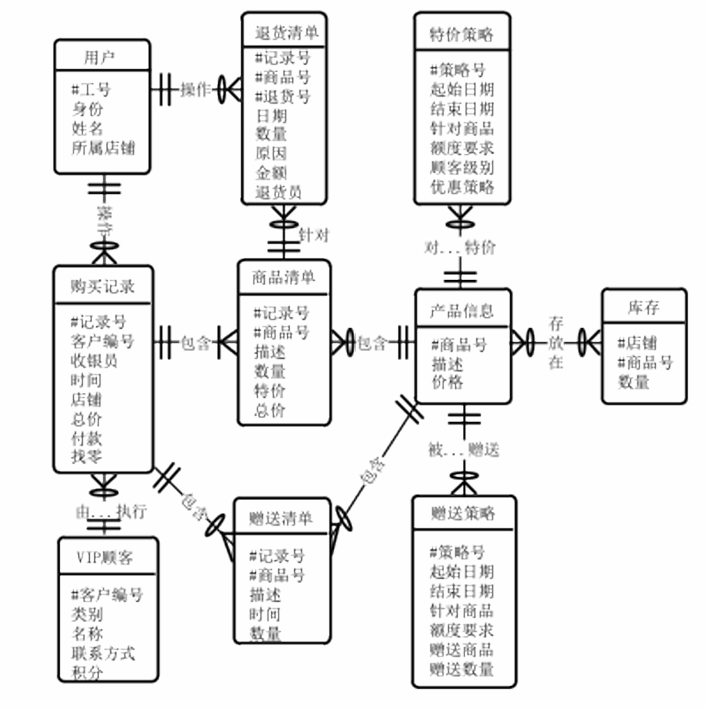 用户
#工号
身份
姓名
所属店铺
操作
退货清单
#记录号
#商品号
#退货号
日期
数量
原因
金额
退货员
特价策略
#策略号
起始日期
结束日期
针对商品
额度要求
顾客级别
优惠策略
操作
针对
对...特价
购买记录
#记录号
客户编号
收银员
时间
店铺
总价
付款
找零
包含
商品清单
#记录号
#商品号
描述
数量
特价
总价
包含
产品信息
#商品号
描述
价格
存放在
库存
#店铺
#商品号
数量
由...执行
包含
包含
被...赠送
VIP顾客
#客户编号
类别
名称
联系方式
积分
赠送清单
#记录号
#商品号
描述
时间
数量
赠送策略
#策略号
起始日期
结束日期
针对商品
额度要求
赠送商品
赠送数量